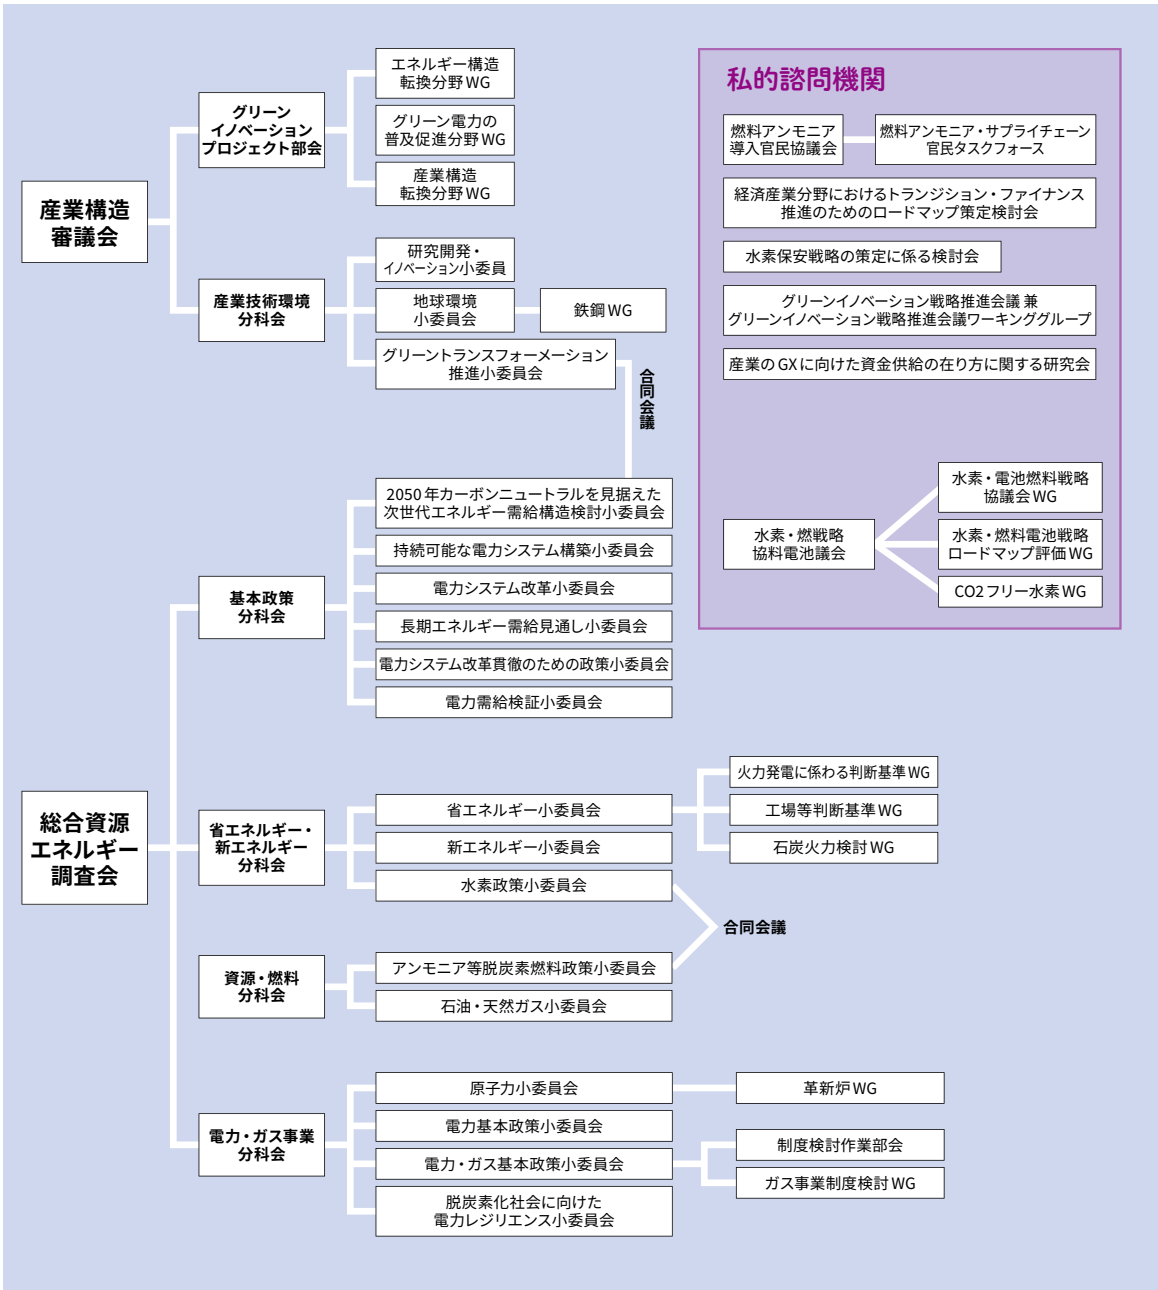 産業構造
審議会
グリーン
イノベーション
プロジェクト部会
エネルギー構造
転換分野WG
グリーン電力の
普及促進分野WG
産業構造
転換分野WG
産業技術環境
分科会
研究開発・
イノベーション小委員
地球環境
小委員会
鉄鋼WG
グリーントランスフォーメーション
推進小委員会
合同会議
総合資源
エネルギー
調査会
基本政策
分科会
2050年カーボンニュートラルを見据えた
次世代エネルギー需給構造検討小委員会
持続可能な電力システム構築小委員会
電力システム改革小委員会
長期エネルギー需給見通し小委員会
電力システム改革貫徹のための政策小委員会
電力需給検証小委員会
省エネルギー・
新エネルギー
分科会
省エネルギー小委員会
火力発電に係わる判断基準WG
工場等判断基準WG
石炭火力検討WG
新エネルギー小委員会
水素政策小委員会
合同会議
資源・燃料
分科会
アンモニア等脱炭素燃料政策小委員会
石油・天然ガス小委員会
電力・ガス事業
分科会
原子力小委員会
革新炉WG
電力基本政策小委員会
電力・ガス基本政策小委員会
制度検討作業部会
ガス事業制度検討WG
脱炭素化社会に向けた
電力レジリエンス小委員会
私的諮問機関
燃料アンモニア
導入官民協議会
燃料アンモニア・サプライチェーン
官民タスクフォース
経済産業分野におけるトランジション・ファイナンス
推進のためのロードマップ策定検討会
水素保安戦略の策定に係る検討会
グリーンイノベーション戦略推進会議 兼
グリーンイノベーション戦略推進会議ワーキンググループ
産業のGXに向けた資金供給の在り方に関する研究会
水素・燃戦略
協料電池議会
水素・電池燃料戦略
協議会WG
水素・燃料電池戦略
ロードマップ評価WG
CO2フリー水素WG